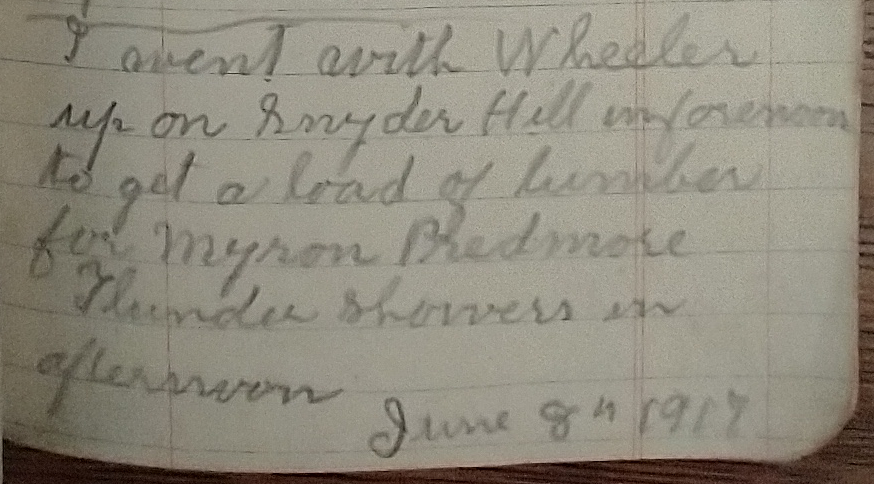 I went with Wheeler
up on Snyder Hill in forenoon
to get a load of lumber
for Myron Predmore
Thunder showers in
afternoon
June 8th 1917